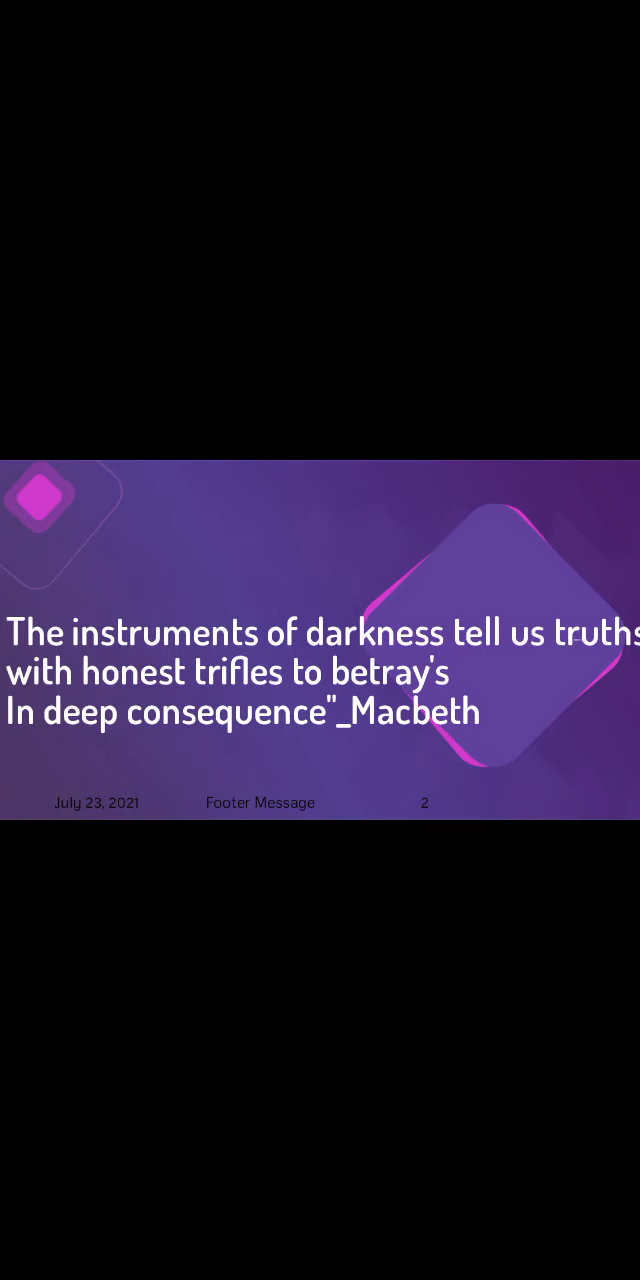 The instruments of darkness tell us truths
with honest trifles to betray's
In deep consequence"_Macbeth
July 23, 2021 Footer Message 2